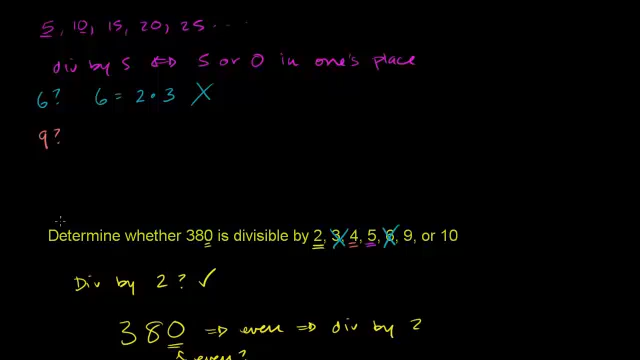 5, 10, 15, 20, 25 ....
div by 5 ⇔ 5 or 0 in one's place
6? 6 = 2 · 3 X
9?
Determine whether 380 is divisible by 2, 3, 4, 5, 6, 9, or 10
Div by 2? ✓
380 ⇒ even ⇒ div by 2
even?